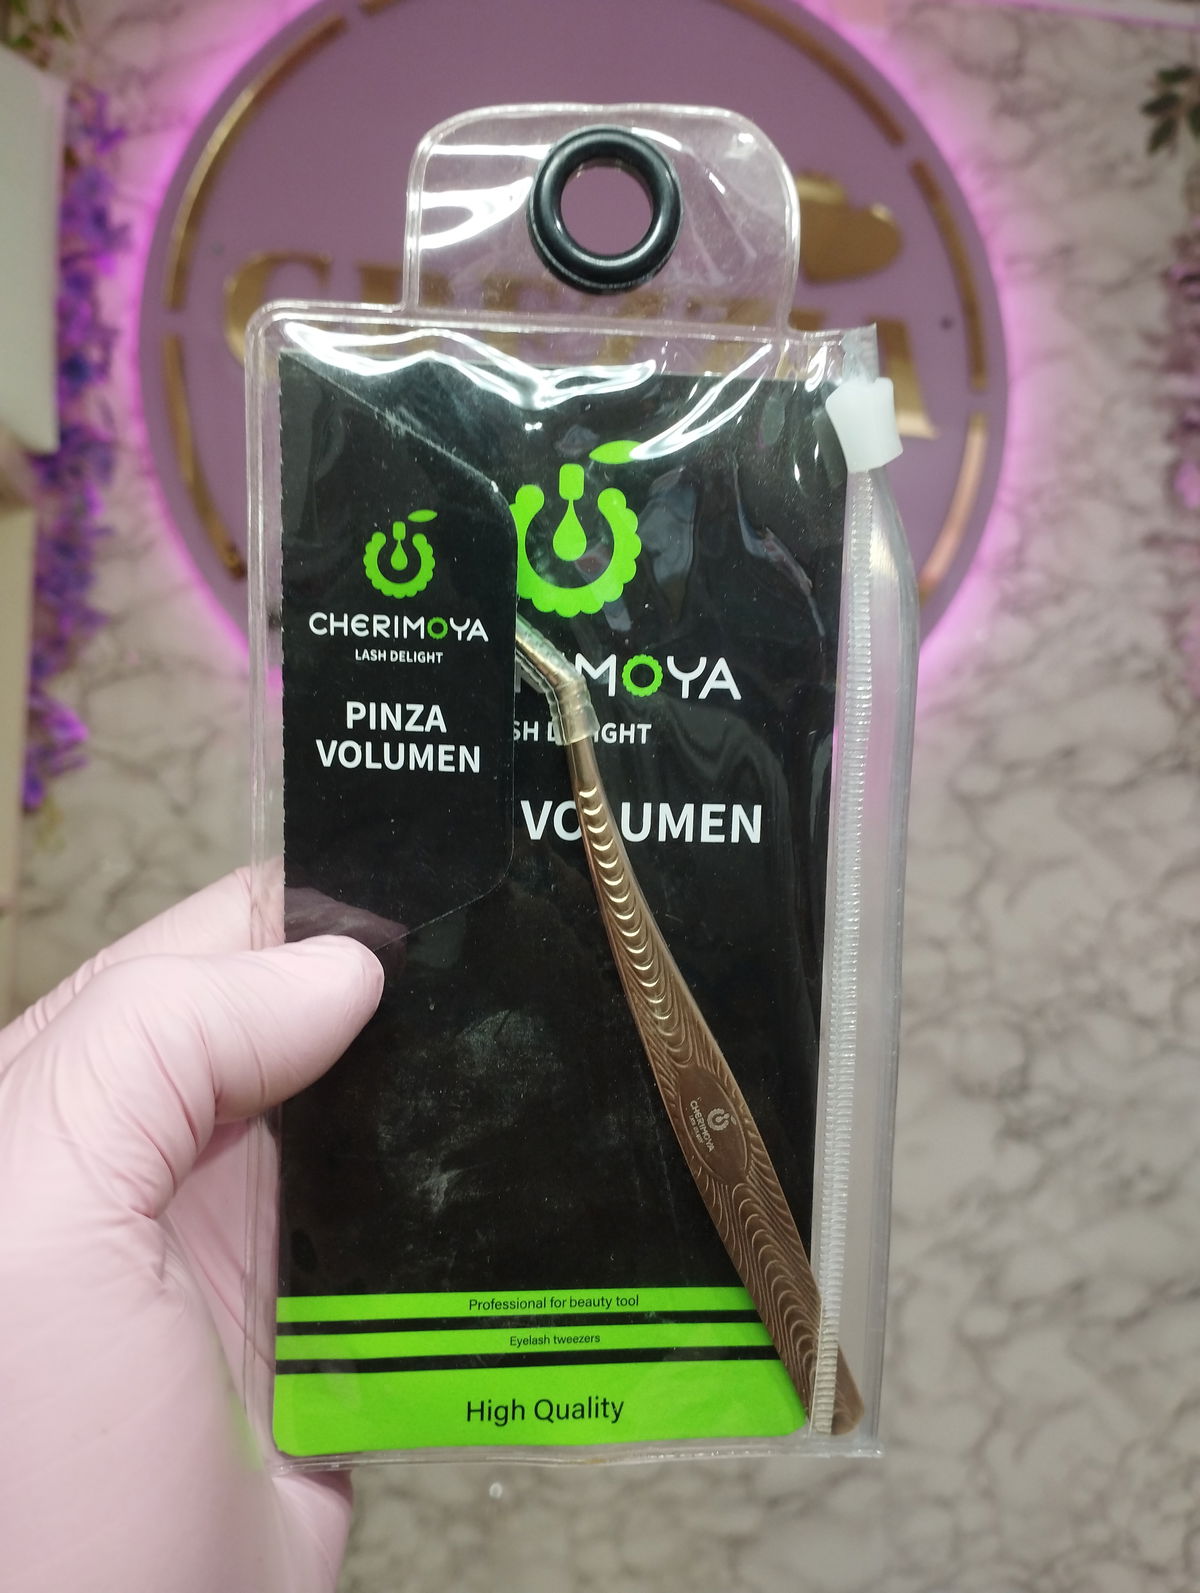 CHERIMOYA
LASH DELIGHT
PINZA
VOLUMEN
MOYA
SH DELIGHT
VOLUMEN
CHERIMOYA
Professional for beauty tool
Eyelash tweezers
High Quality